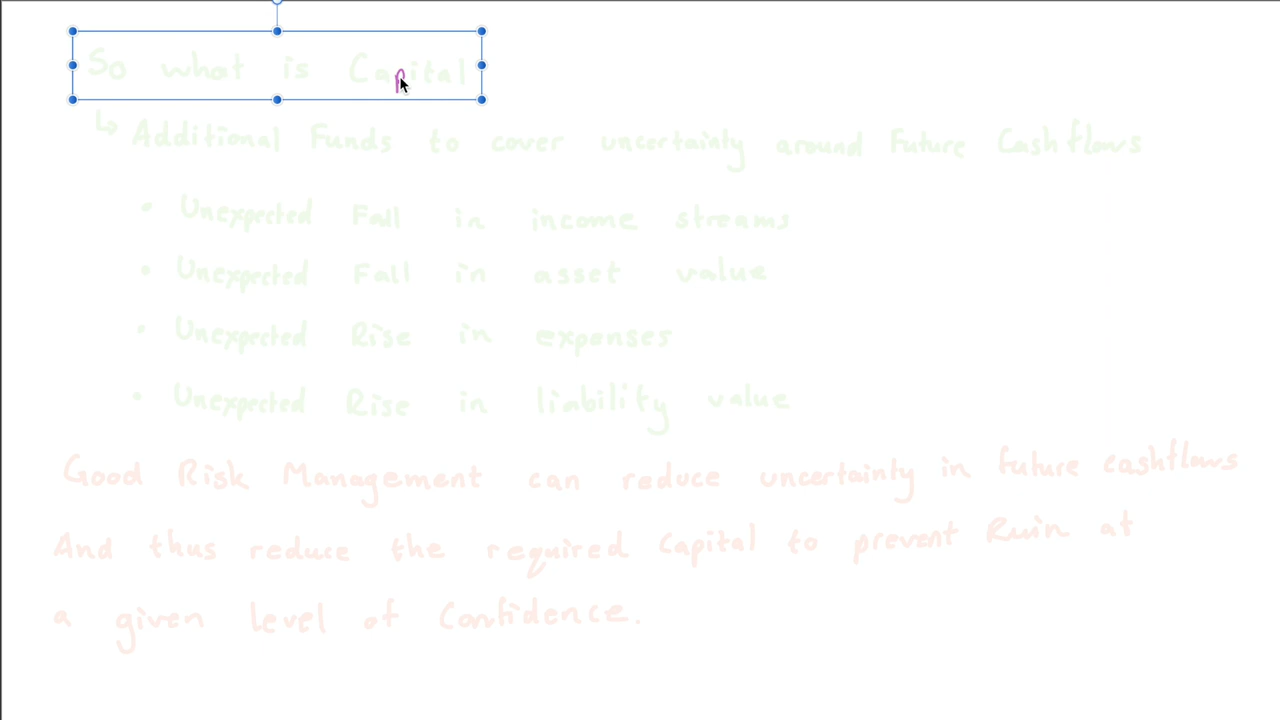 So what is Capital
↳ Additional Funds to cover uncertainty around Future Cashflows
• Unexpected Fall in income streams
• Unexpected Fall in asset value
• Unexpected Rise in expenses
• Unexpected Rise in liability value
Good Risk Management can reduce uncertainty in future cashflows
And thus reduce the required Capital to prevent Ruin at
a given level of Confidence.